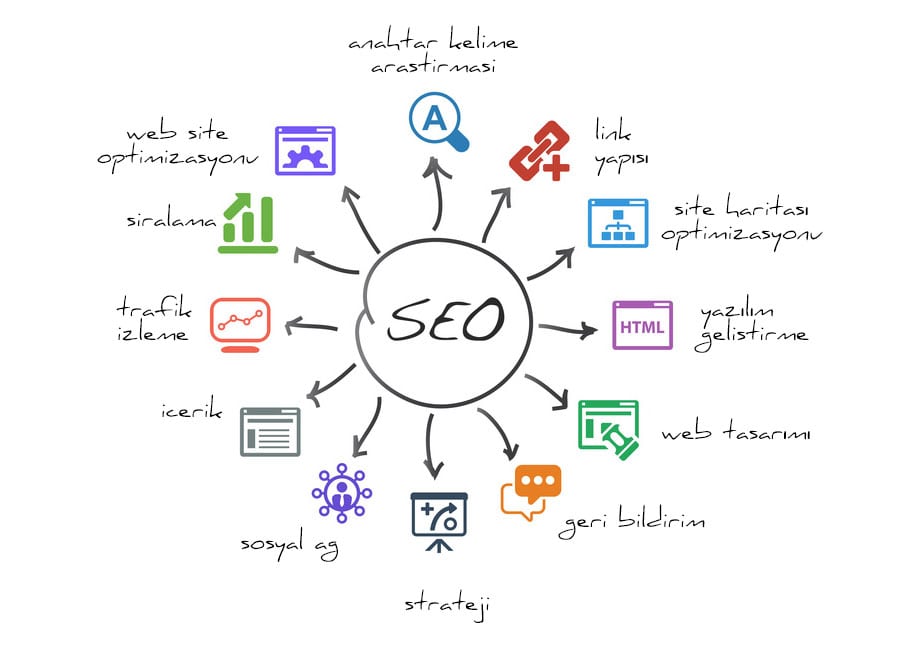 anahtar kelime
arastirmasi
A
link
yapısı
site haritası
optimizasyonu
HTML
yazılım
gelistirme
web tasarımı
geri bildirim
strateji
sosyal ag
icerik
trafik
izleme
siralama
web site
optimizasyonu
SEO